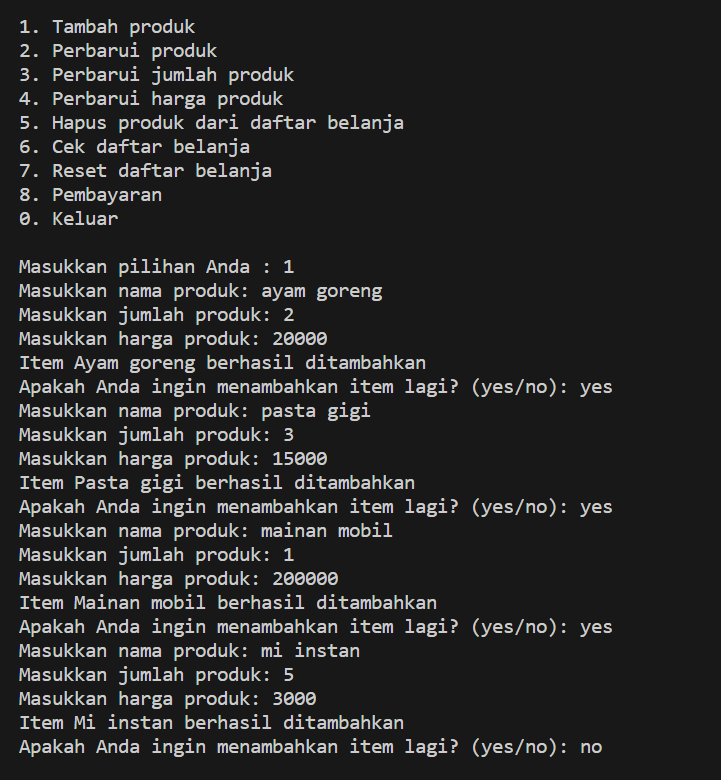 1. Tambah produk
2. Perbarui produk
3. Perbarui jumlah produk
4. Perbarui harga produk
5. Hapus produk dari daftar belanja
6. Cek daftar belanja
7. Reset daftar belanja
8. Pembayaran
0. Keluar
Masukkan pilihan Anda : 1
Masukkan nama produk: ayam goreng
Masukkan jumlah produk: 2
Masukkan harga produk: 20000
Item Ayam goreng berhasil ditambahkan
Apakah Anda ingin menambahkan item lagi? (yes/no): yes
Masukkan nama produk: pasta gigi
Masukkan jumlah produk: 3
Masukkan harga produk: 15000
Item Pasta gigi berhasil ditambahkan
Apakah Anda ingin menambahkan item lagi? (yes/no): yes
Masukkan nama produk: mainan mobil
Masukkan jumlah produk: 1
Masukkan harga produk: 200000
Item Mainan mobil berhasil ditambahkan
Apakah Anda ingin menambahkan item lagi? (yes/no): yes
Masukkan nama produk: mi instan
Masukkan jumlah produk: 5
Masukkan harga produk: 3000
Item Mi instan berhasil ditambahkan
Apakah Anda ingin menambahkan item lagi? (yes/no): no